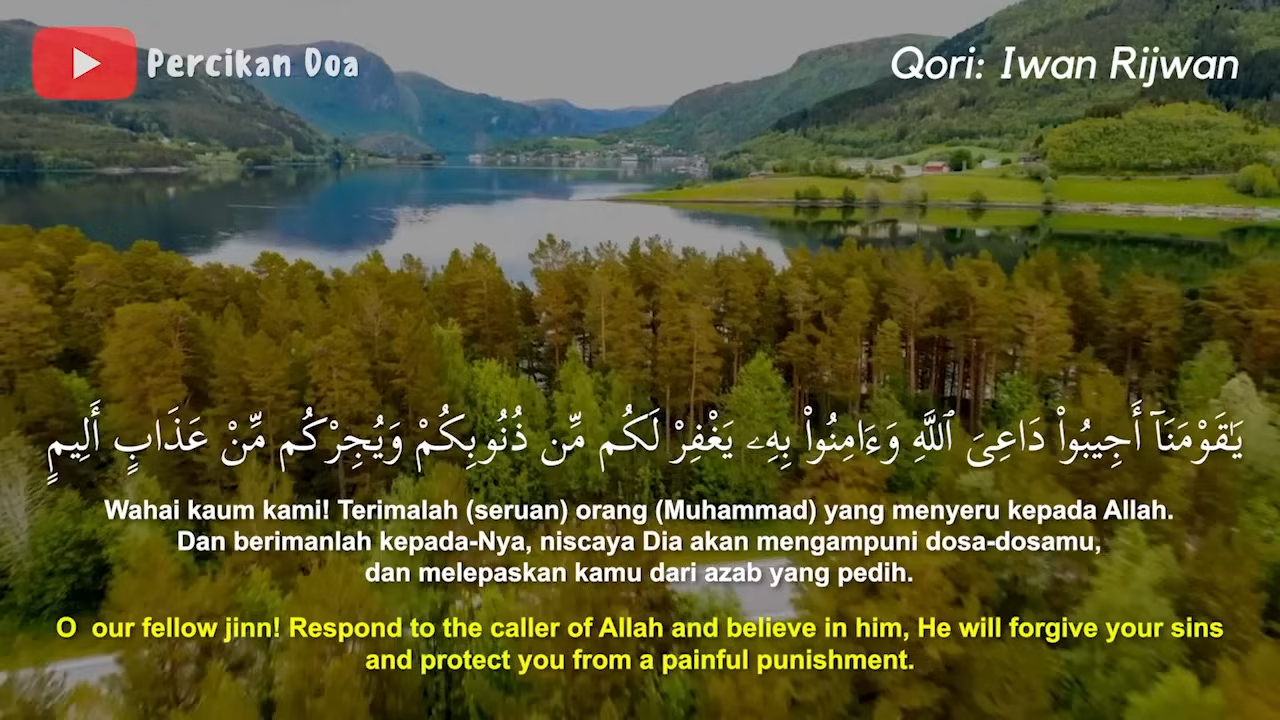 Percikan Doa
Qori: Iwan Rijwan
يَٰقَوْمَنَآ أَجِيبُوا۟ دَاعِىَ ٱللَّهِ وَءَامِنُوا۟ بِهِۦ يَغْفِرْ لَكُم مِّن ذُنُوبِكُمْ وَيُجِرْكُم مِّنْ عَذَابٍ أَلِيمٍ
Wahai kaum kami! Terimalah (seruan) orang (Muhammad) yang menyeru kepada Allah.
Dan berimanlah kepada-Nya, niscaya Dia akan mengampuni dosa-dosamu,
dan melepaskan kamu dari azab yang pedih.
O our fellow jinn! Respond to the caller of Allah and believe in him, He will forgive your sins
and protect you from a painful punishment.